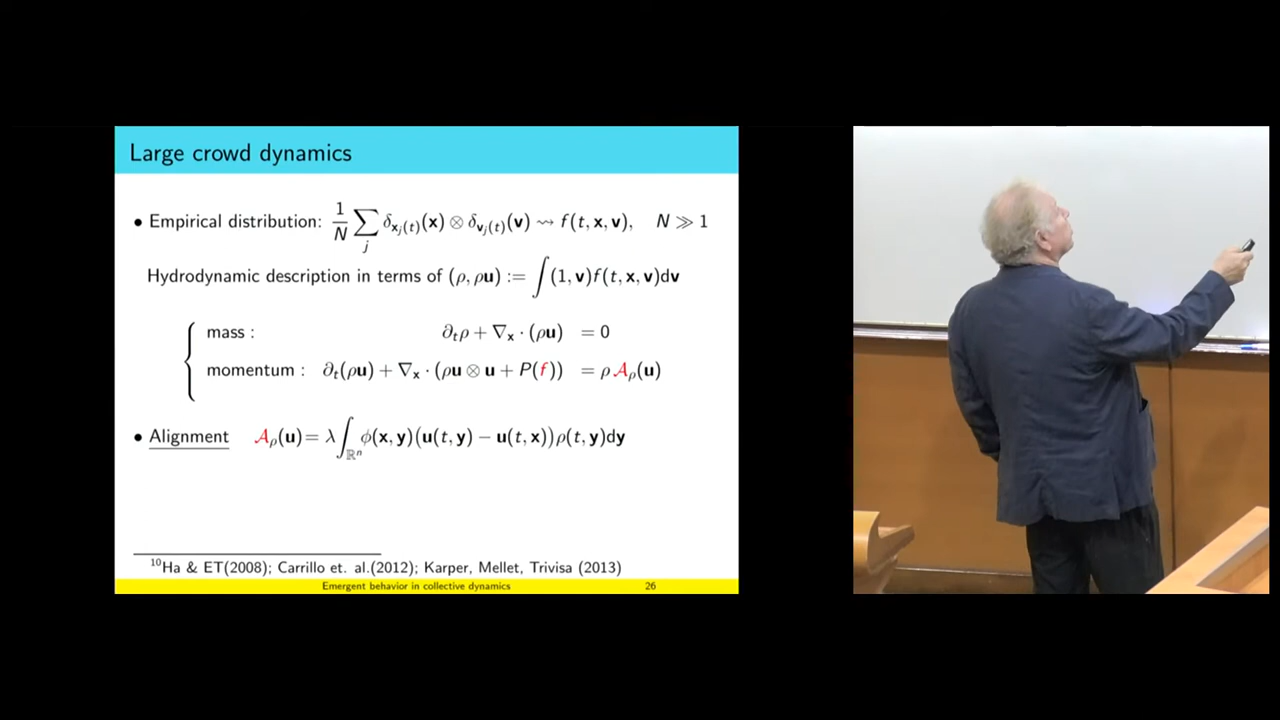 Large crowd dynamics
• Empirical distribution: 1/N ∑_j δ_{x_j(t)}(x) ⊗ δ_{v_j(t)}(v) ⇝ f(t, x, v), N ≫ 1
Hydrodynamic description in terms of (ρ, ρu) := ∫(1, v)f(t, x, v)dv
mass : ∂_tρ + ∇_x · (ρu) = 0
momentum : ∂_t(ρu) + ∇_x · (ρu ⊗ u + P(f)) = ρ𝒜_ρ(u)
• Alignment 𝒜_ρ(u) = λ∫_{ℝⁿ} ϕ(x, y)(u(t, y) − u(t, x))ρ(t, y)dy
¹⁰Ha & ET(2008); Carrillo et. al.(2012); Karper, Mellet, Trivisa (2013)
Emergent behavior in collective dynamics 26